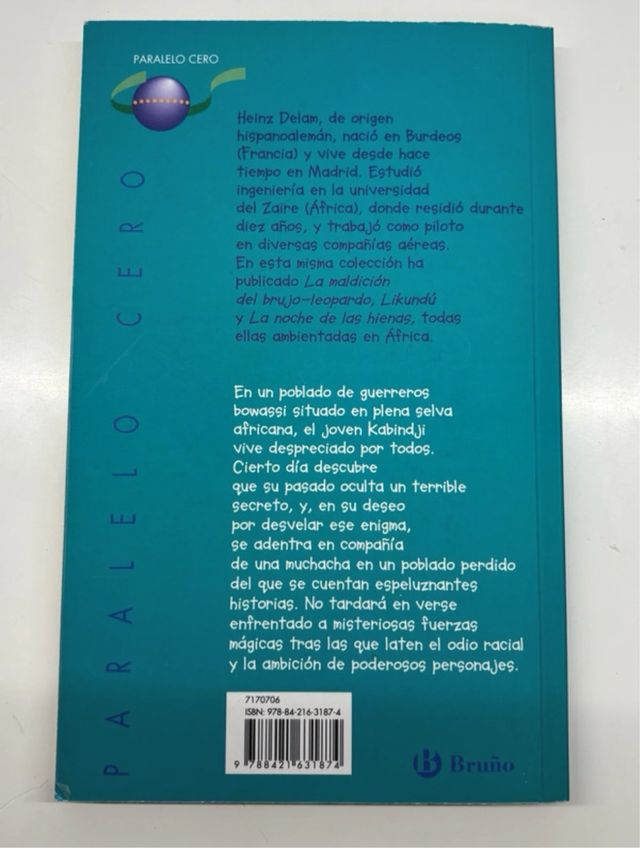 PARALELO CERO
Heinz Delam, de origen
hispanoalemán, nació en Burdeos
(Francia) y vive desde hace
tiempo en Madrid. Estudió
ingeniería en la universidad
del Zaire (África), donde residió durante
diez años, y trabajó como piloto
en diversas compañías aéreas.
En esta misma colección ha
publicado La maldición
del brujo-leopardo, Likundú
y La noche de las hienas, todas
ellas ambientadas en África.
En un poblado de guerreros
bowassi situado en plena selva
africana, el joven Kabindji
vive despreciado por todos.
Cierto día descubre
que su pasado oculta un terrible
secreto, y, en su deseo
por desvelar ese enigma,
se adentra en compañía
de una muchacha en un poblado perdido
del que se cuentan espeluznantes
historias. No tardará en verse
enfrentado a misteriosas fuerzas
mágicas tras las que laten el odio racial
y la ambición de poderosos personajes.
PARALELO CERO
7170706
ISBN: 978-84-216-3187-4
9 788421 631874
Bruño